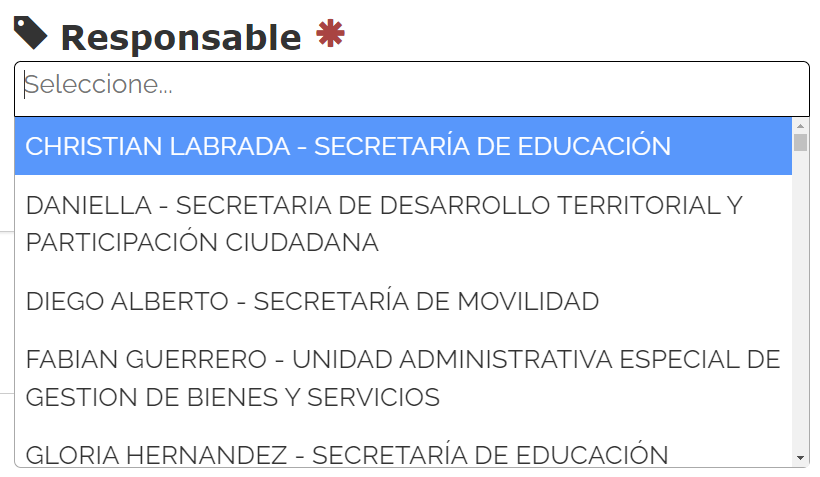 Responsable *
Seleccione...
CHRISTIAN LABRADA - SECRETARÍA DE EDUCACIÓN
DANIELLA - SECRETARIA DE DESARROLLO TERRITORIAL Y
PARTICIPACIÓN CIUDADANA
DIEGO ALBERTO - SECRETARÍA DE MOVILIDAD
FABIAN GUERRERO - UNIDAD ADMINISTRATIVA ESPECIAL DE
GESTION DE BIENES Y SERVICIOS
GLORIA HERNANDEZ - SECRETARÍA DE EDUCACIÓN